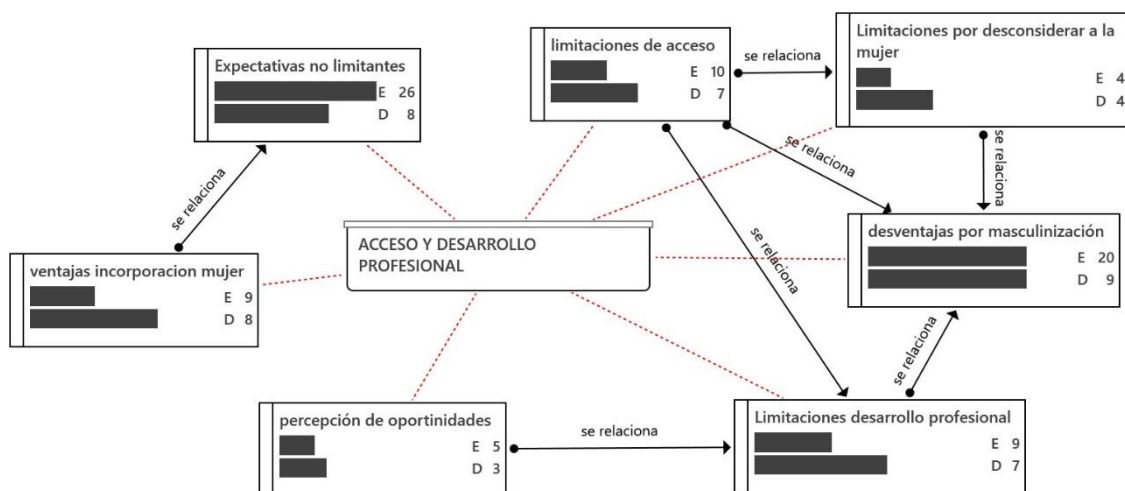 limitaciones de acceso
E 10
D 7
se relaciona
Limitaciones por desconsiderar a la
mujer
E 4
D 4
Expectativas no limitantes
E 26
D 8
se relaciona
se relaciona
se relaciona
se relaciona
ACCESO Y DESARROLLO
PROFESIONAL
desventajas por masculinización
E 20
D 9
ventajas incorporacion mujer
E 9
D 8
se relaciona
percepción de oportinidades
E 5
D 3
se relaciona
Limitaciones desarrollo profesional
E 9
D 7